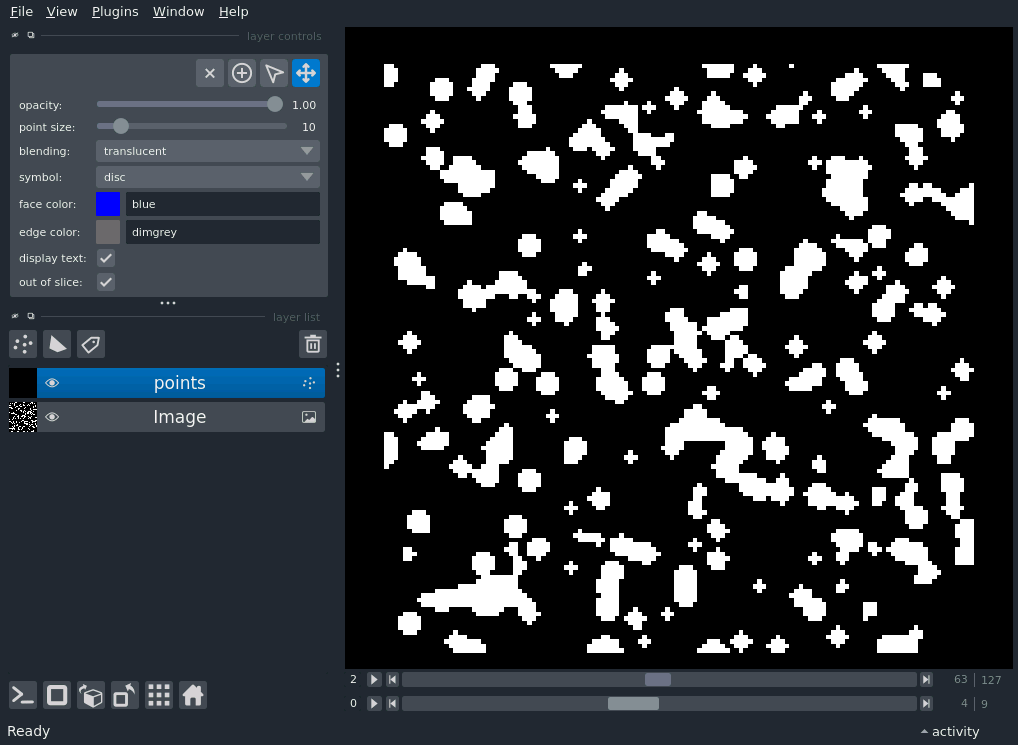 File View Plugins Window Help
layer controls
opacity: 1.00
point size: 10
blending: translucent
symbol: disc
face color: blue
edge color: dimgrey
display text:
out of slice:
layer list
points
Image
2 63 | 127
0 4 | 9
Ready activity